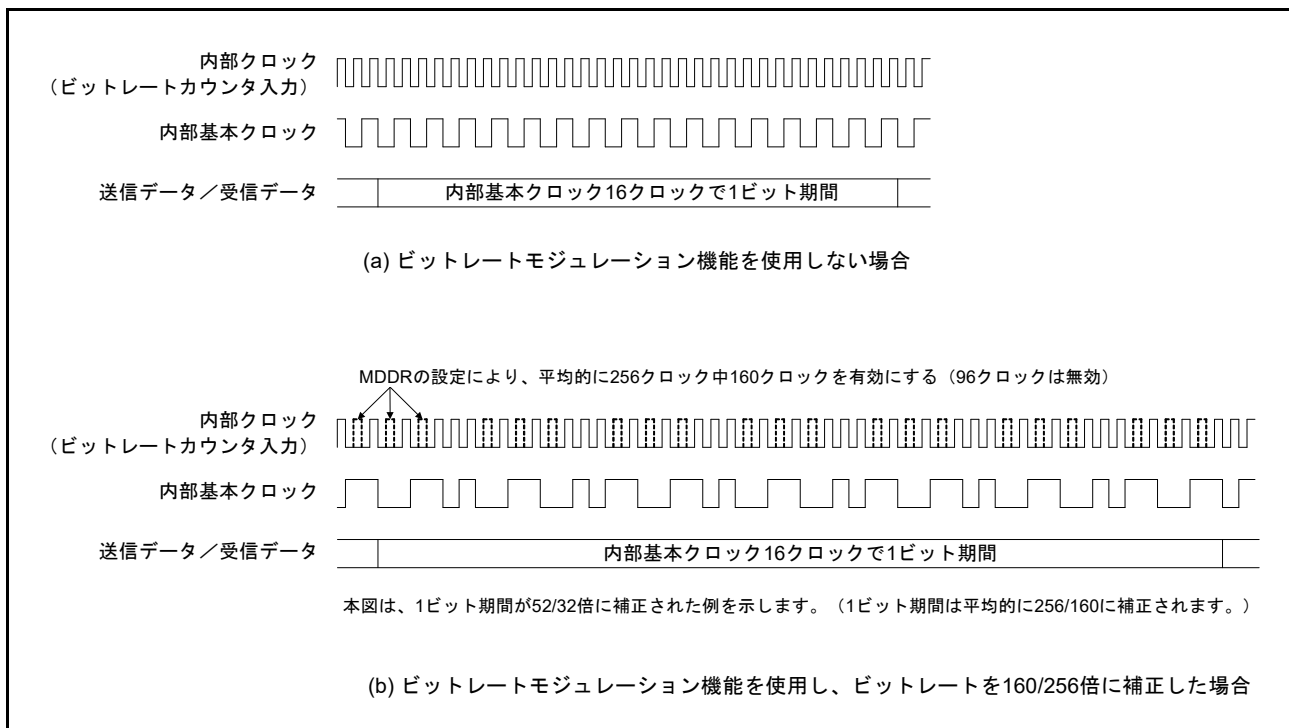 内部クロック
(ビットレートカウンタ入力)
内部基本クロック
送信データ/受信データ
内部基本クロック16クロックで1ビット期間
(a) ビットレートモジュレーション機能を使用しない場合
MDDRの設定により、平均的に256クロック中160クロックを有効にする(96クロックは無効)
内部クロック
(ビットレートカウンタ入力)
内部基本クロック
送信データ/受信データ
内部基本クロック16クロックで1ビット期間
本図は、1ビット期間が52/32倍に補正された例を示します。(1ビット期間は平均的に256/160に補正されます。)
(b) ビットレートモジュレーション機能を使用し、ビットレートを160/256倍に補正した場合